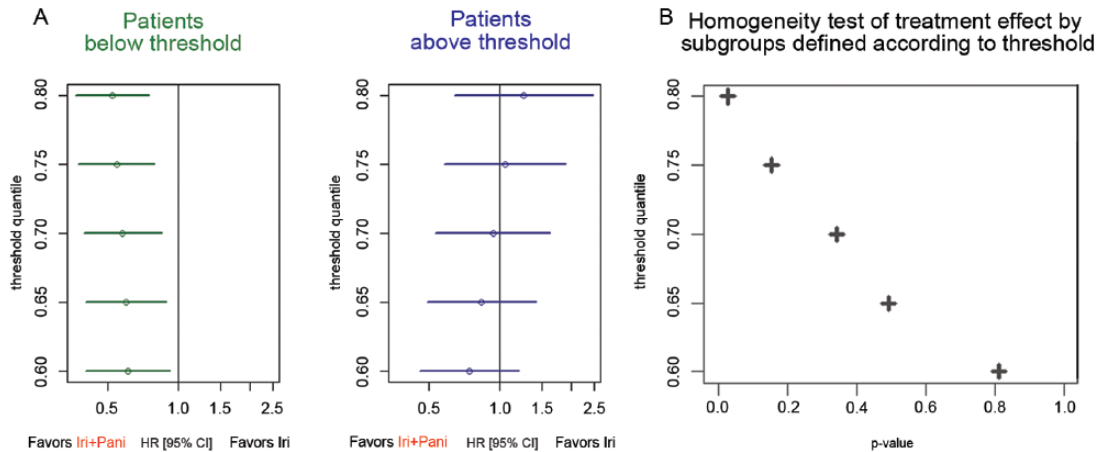 A
Patients
below threshold
threshold quantile
0.80
0.75
0.70
0.65
0.60
0.5
1.0
1.5
2.5
Favors Iri+Pani
HR [95% CI]
Favors Iri
Patients
above threshold
threshold quantile
0.80
0.75
0.70
0.65
0.60
0.5
1.0
1.5
2.5
Favors Iri+Pani
HR [95% CI]
Favors Iri
B
Homogeneity test of treatment effect by
subgroups defined according to threshold
threshold quantile
0.80
0.75
0.70
0.65
0.60
0.0
0.2
0.4
0.6
0.8
1.0
p-value